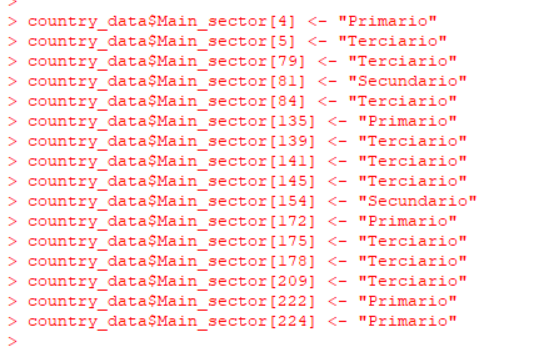 >
> country_data$Main_sector[4] <- "Primario"
> country_data$Main_sector[5] <- "Terciario"
> country_data$Main_sector[79] <- "Terciario"
> country_data$Main_sector[81] <- "Secundario"
> country_data$Main_sector[84] <- "Terciario"
> country_data$Main_sector[135] <- "Primario"
> country_data$Main_sector[139] <- "Terciario"
> country_data$Main_sector[141] <- "Terciario"
> country_data$Main_sector[145] <- "Terciario"
> country_data$Main_sector[154] <- "Secundario"
> country_data$Main_sector[172] <- "Primario"
> country_data$Main_sector[175] <- "Terciario"
> country_data$Main_sector[178] <- "Terciario"
> country_data$Main_sector[209] <- "Terciario"
> country_data$Main_sector[222] <- "Primario"
> country_data$Main_sector[224] <- "Primario"
>